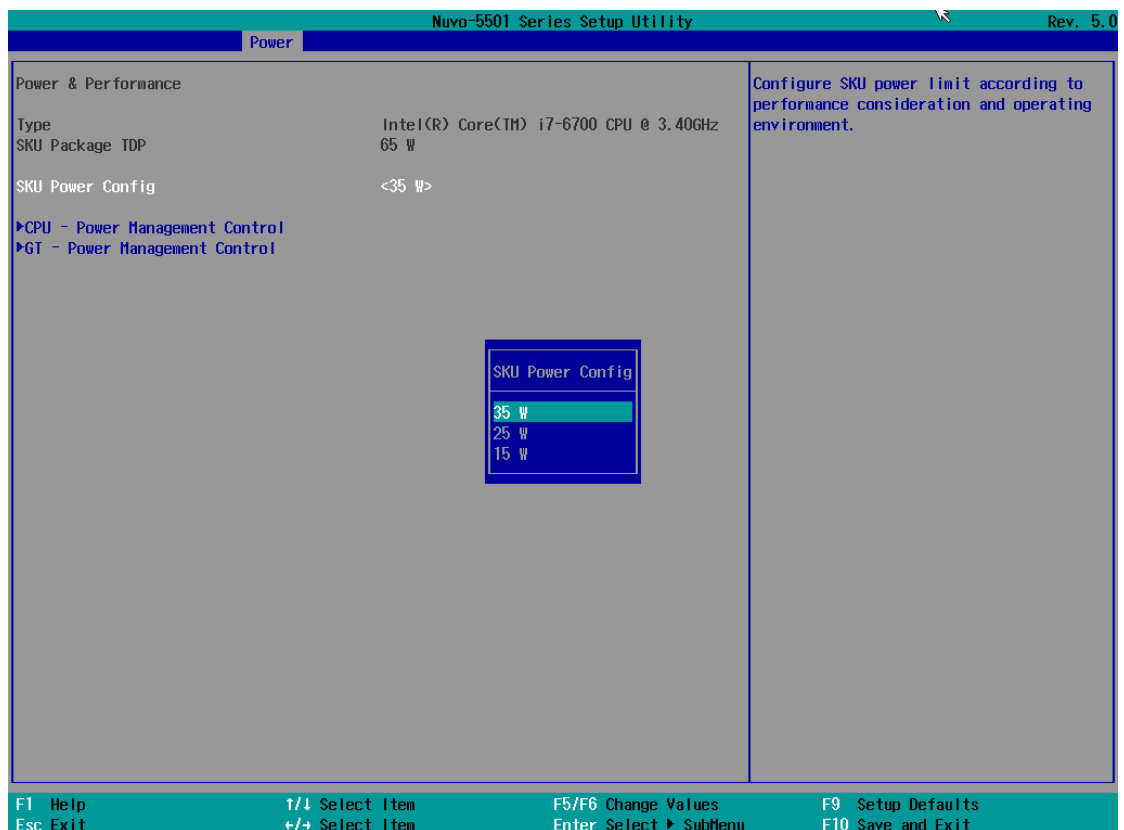 Nuvo-5501 Series Setup Utility Rev. 5.0
Power
Power & Performance
Type Intel(R) Core(TM) i7-6700 CPU @ 3.40GHz
SKU Package TDP 65 W
SKU Power Config <35 W>
▶CPU - Power Management Control
▶GT - Power Management Control
Configure SKU power limit according to
performance consideration and operating
environment.
SKU Power Config
35 W
25 W
15 W
F1 Help ↑/↓ Select Item F5/F6 Change Values F9 Setup Defaults
Esc Exit ←/→ Select Item Enter Select ▶ SubMenu F10 Save and Exit